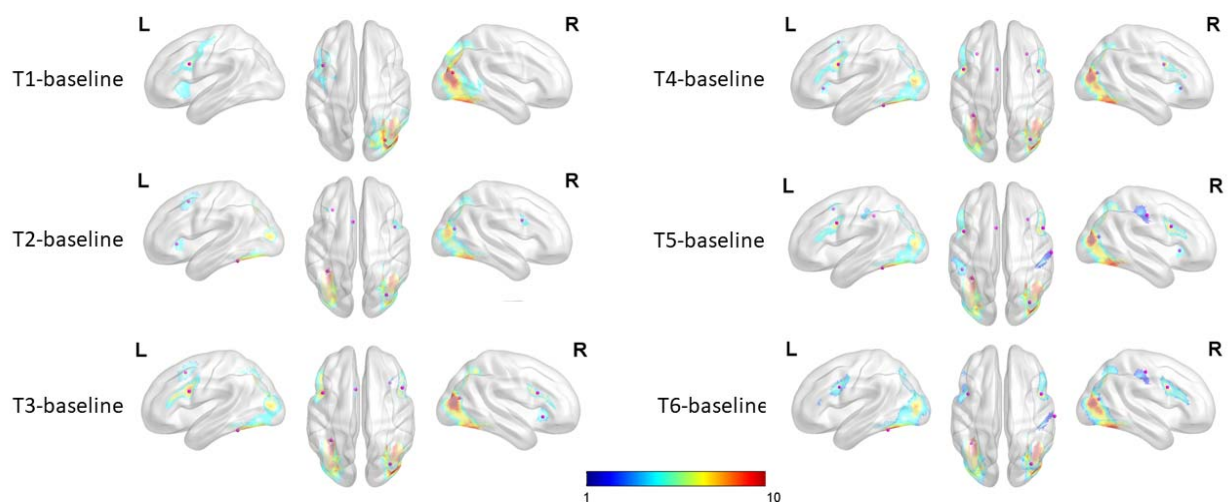 L
R
T1-baseline
L
R
T2-baseline
L
R
T3-baseline
L
R
T4-baseline
L
R
T5-baseline
L
R
T6-baseline
1
10